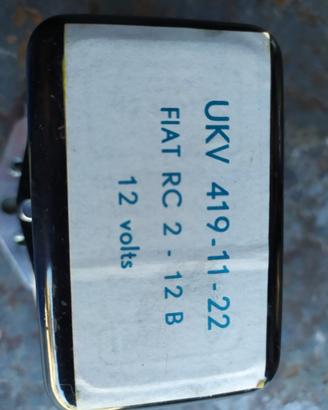 UKV 419-11-22
FIAT RC 2 - 12 B
12 volts